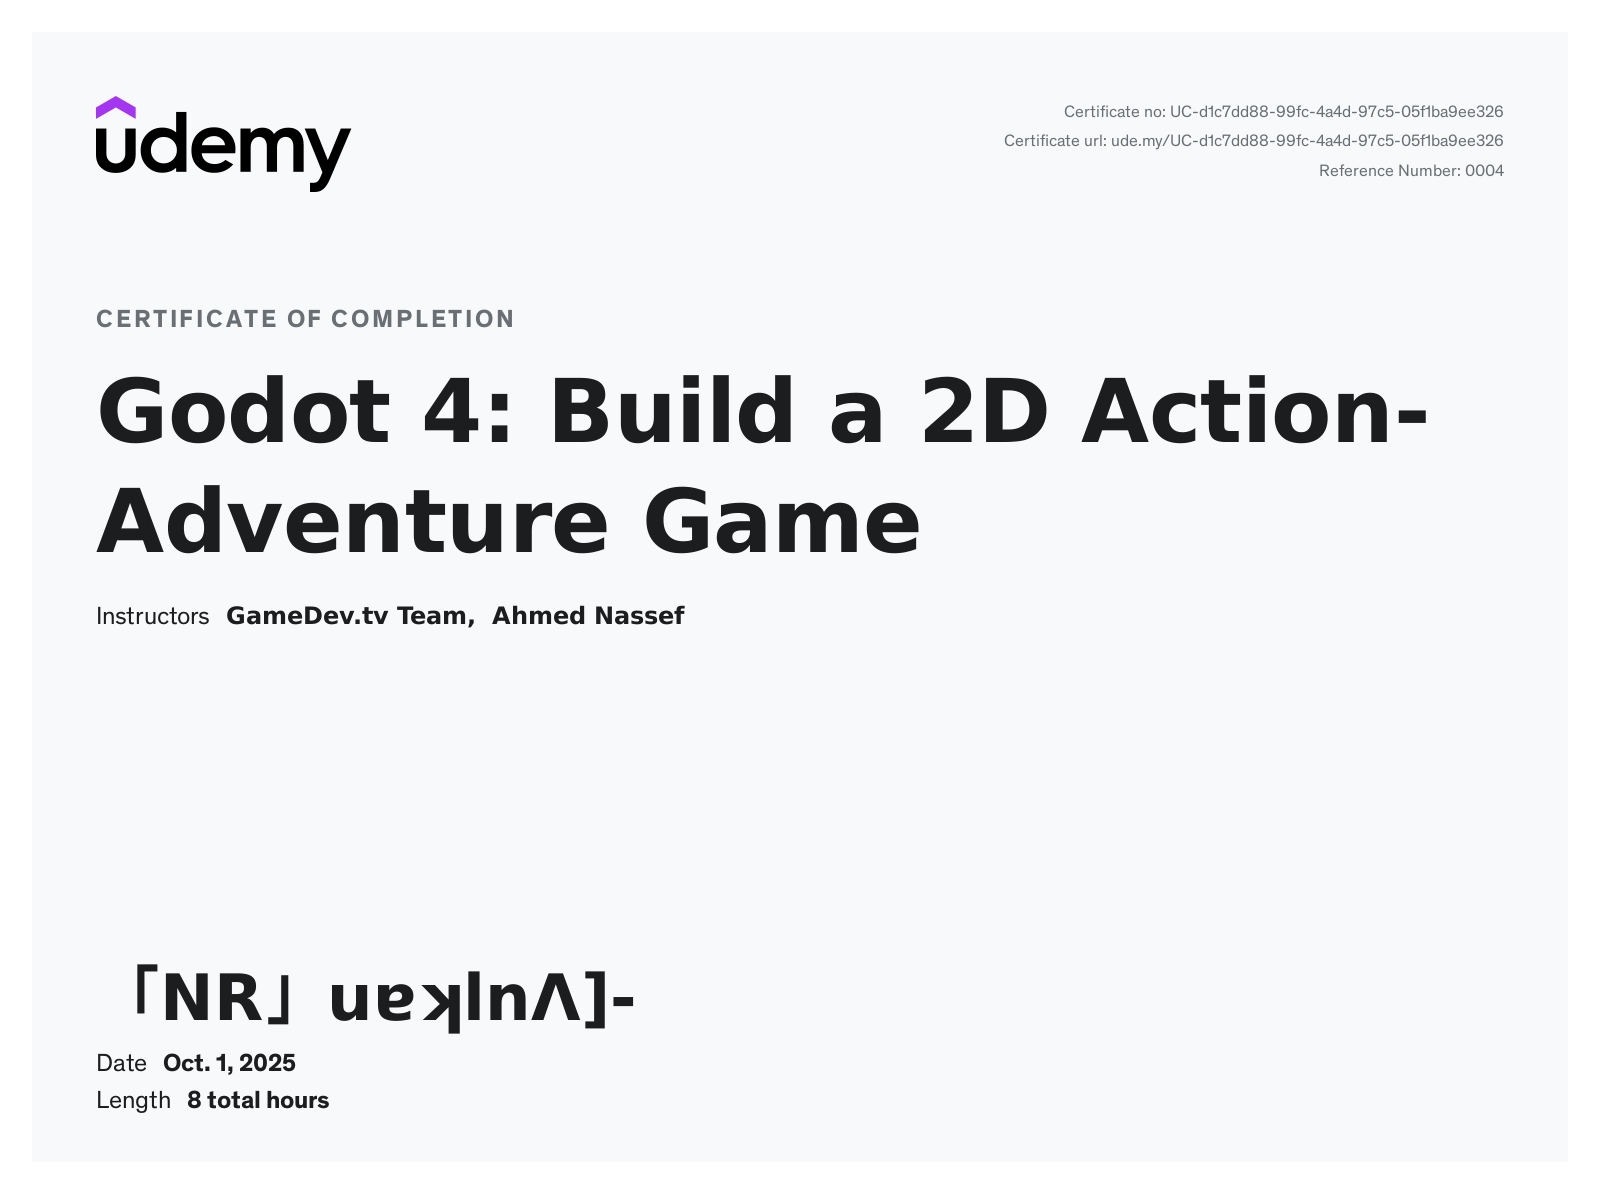 udemy
Certificate no: UC-d1c7dd88-99fc-4a4d-97c5-05f1ba9ee326
Certificate url: ude.my/UC-d1c7dd88-99fc-4a4d-97c5-05f1ba9ee326
Reference Number: 0004
CERTIFICATE OF COMPLETION
Godot 4: Build a 2D Action-
Adventure Game
Instructors GameDev.tv Team, Ahmed Nassef
「NR」uɐʞlnɅ]-
Date Oct. 1, 2025
Length 8 total hours